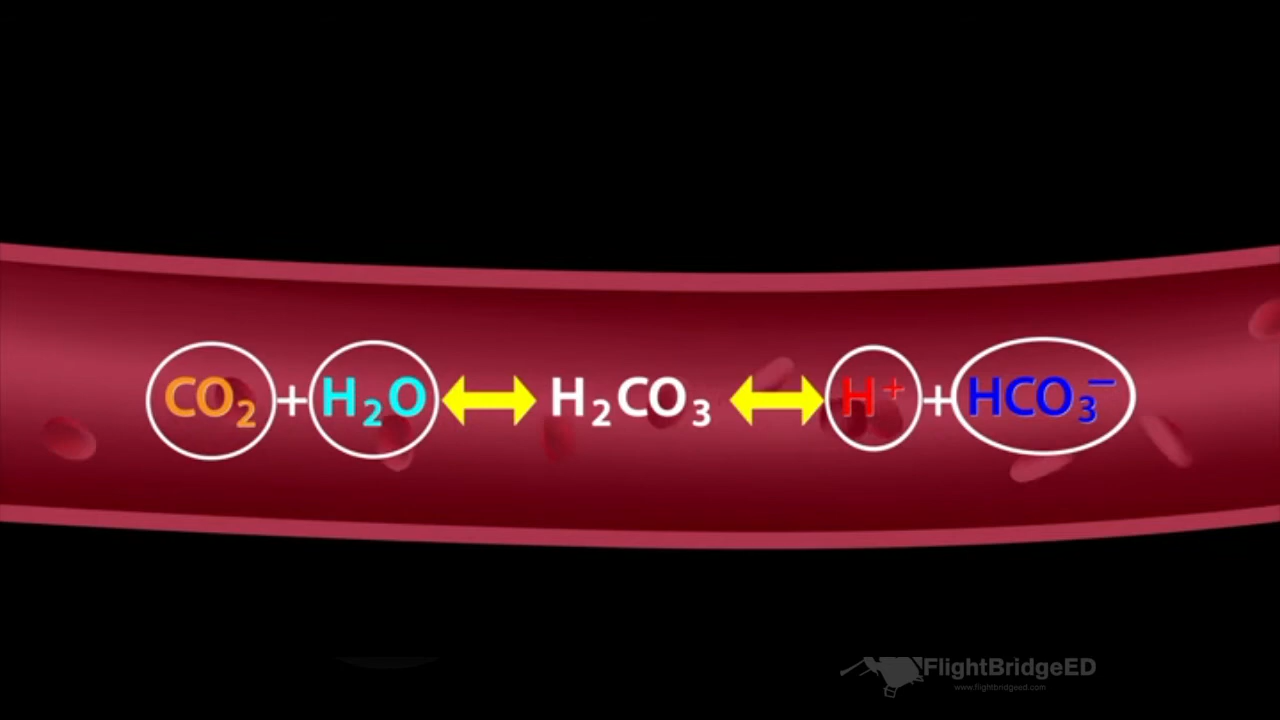 CO₂ + H₂O ↔ H₂CO₃ ↔ H⁺ + HCO₃⁻
FlightBridgeED
www.flightbridgeed.com